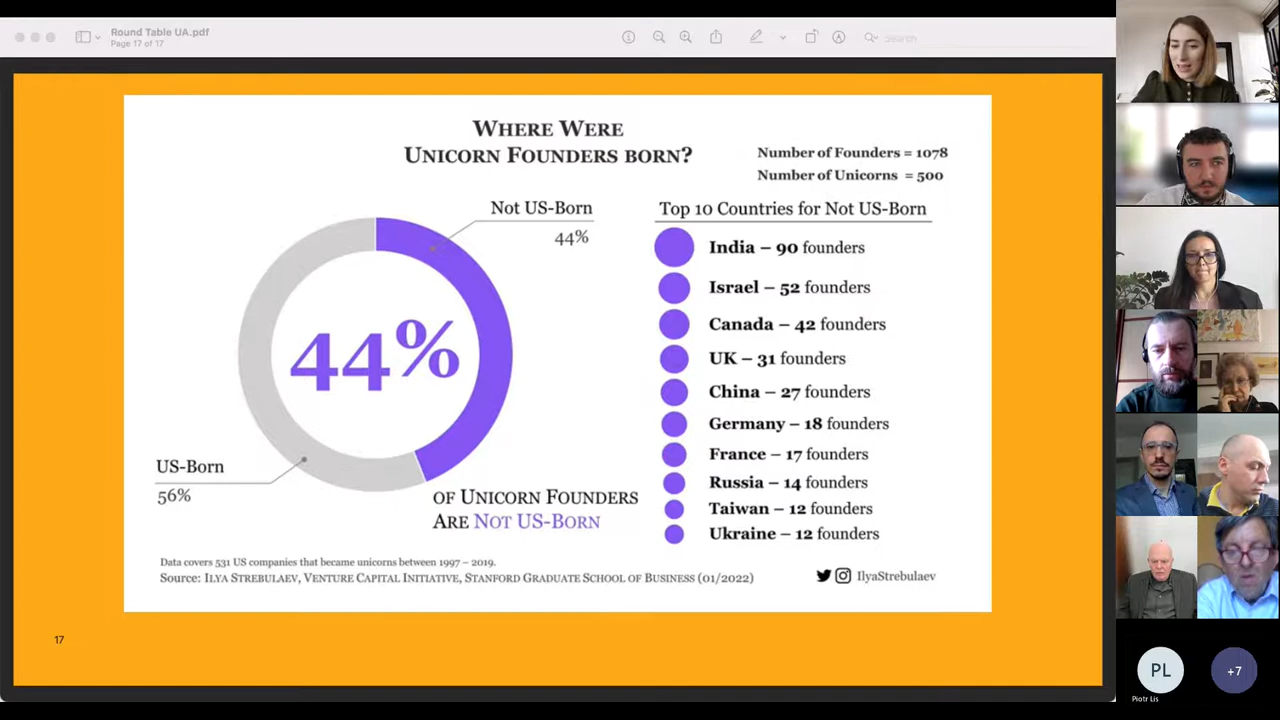 Round Table UA.pdf
Page 17 of 17
Search
WHERE WERE
UNICORN FOUNDERS BORN?
Number of Founders = 1078
Number of Unicorns = 500
Not US-Born
44%
44%
US-Born
56%
OF UNICORN FOUNDERS
ARE NOT US-BORN
Top 10 Countries for Not US-Born
India – 90 founders
Israel – 52 founders
Canada – 42 founders
UK – 31 founders
China – 27 founders
Germany – 18 founders
France – 17 founders
Russia – 14 founders
Taiwan – 12 founders
Ukraine – 12 founders
Data covers 531 US companies that became unicorns between 1997 – 2019.
Source: ILYA STREBULAEV, VENTURE CAPITAL INITIATIVE, STANFORD GRADUATE SCHOOL OF BUSINESS (01/2022)
IlyaStrebulaev
17
PL
+7
Piotr Lis